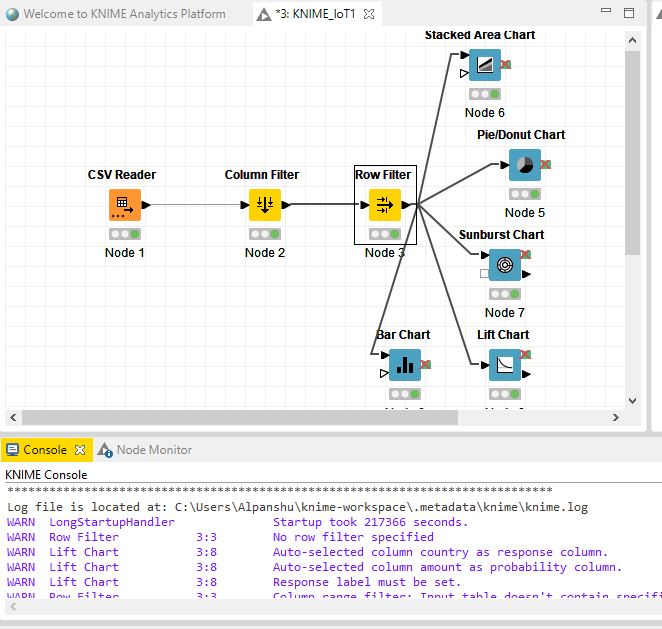 Welcome to KNIME Analytics Platform
*3: KNIME_IoT1
Stacked Area Chart
Node 6
Pie/Donut Chart
Node 5
CSV Reader
Column Filter
Row Filter
Node 1
Node 2
Node 3
Sunburst Chart
Node 7
Bar Chart
Lift Chart
Console
Node Monitor
KNIME Console
********************************************************************************
Log file is located at: C:\Users\Alpanshu\knime-workspace\.metadata\knime\knime.log
WARN LongStartupHandler Startup took 217366 seconds.
WARN Row Filter 3:3 No row filter specified
WARN Lift Chart 3:8 Auto-selected column country as response column.
WARN Lift Chart 3:8 Auto-selected column amount as probability column.
WARN Lift Chart 3:8 Response label must be set.
WARN Row Filter 3:3 Column range filter: Input table doesn't contain specifi